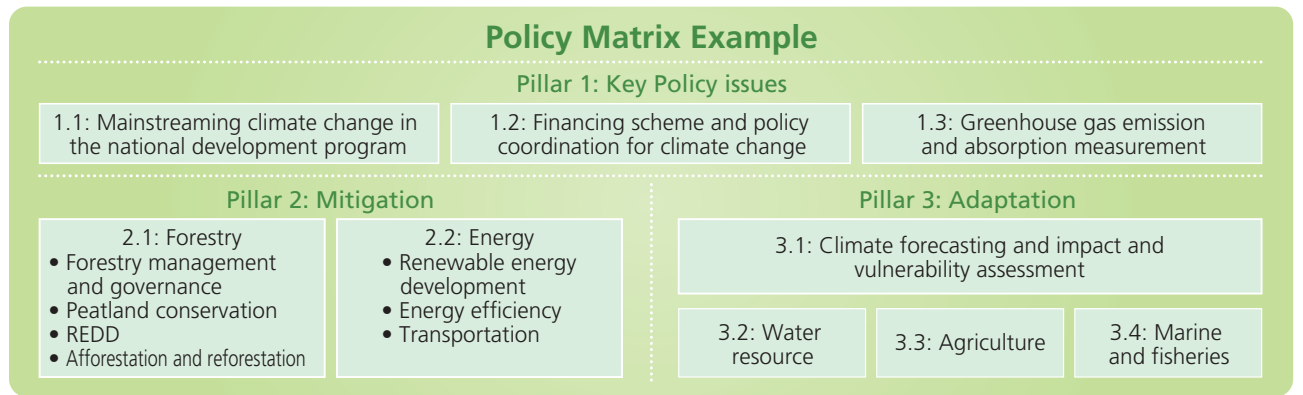 Policy Matrix Example
Pillar 1: Key Policy issues
1.1: Mainstreaming climate change in
the national development program
1.2: Financing scheme and policy
coordination for climate change
1.3: Greenhouse gas emission
and absorption measurement
Pillar 2: Mitigation
2.1: Forestry
• Forestry management
and governance
• Peatland conservation
• REDD
• Afforestation and reforestation
2.2: Energy
• Renewable energy
development
• Energy efficiency
• Transportation
Pillar 3: Adaptation
3.1: Climate forecasting and impact and
vulnerability assessment
3.2: Water
resource
3.3: Agriculture
3.4: Marine
and fisheries